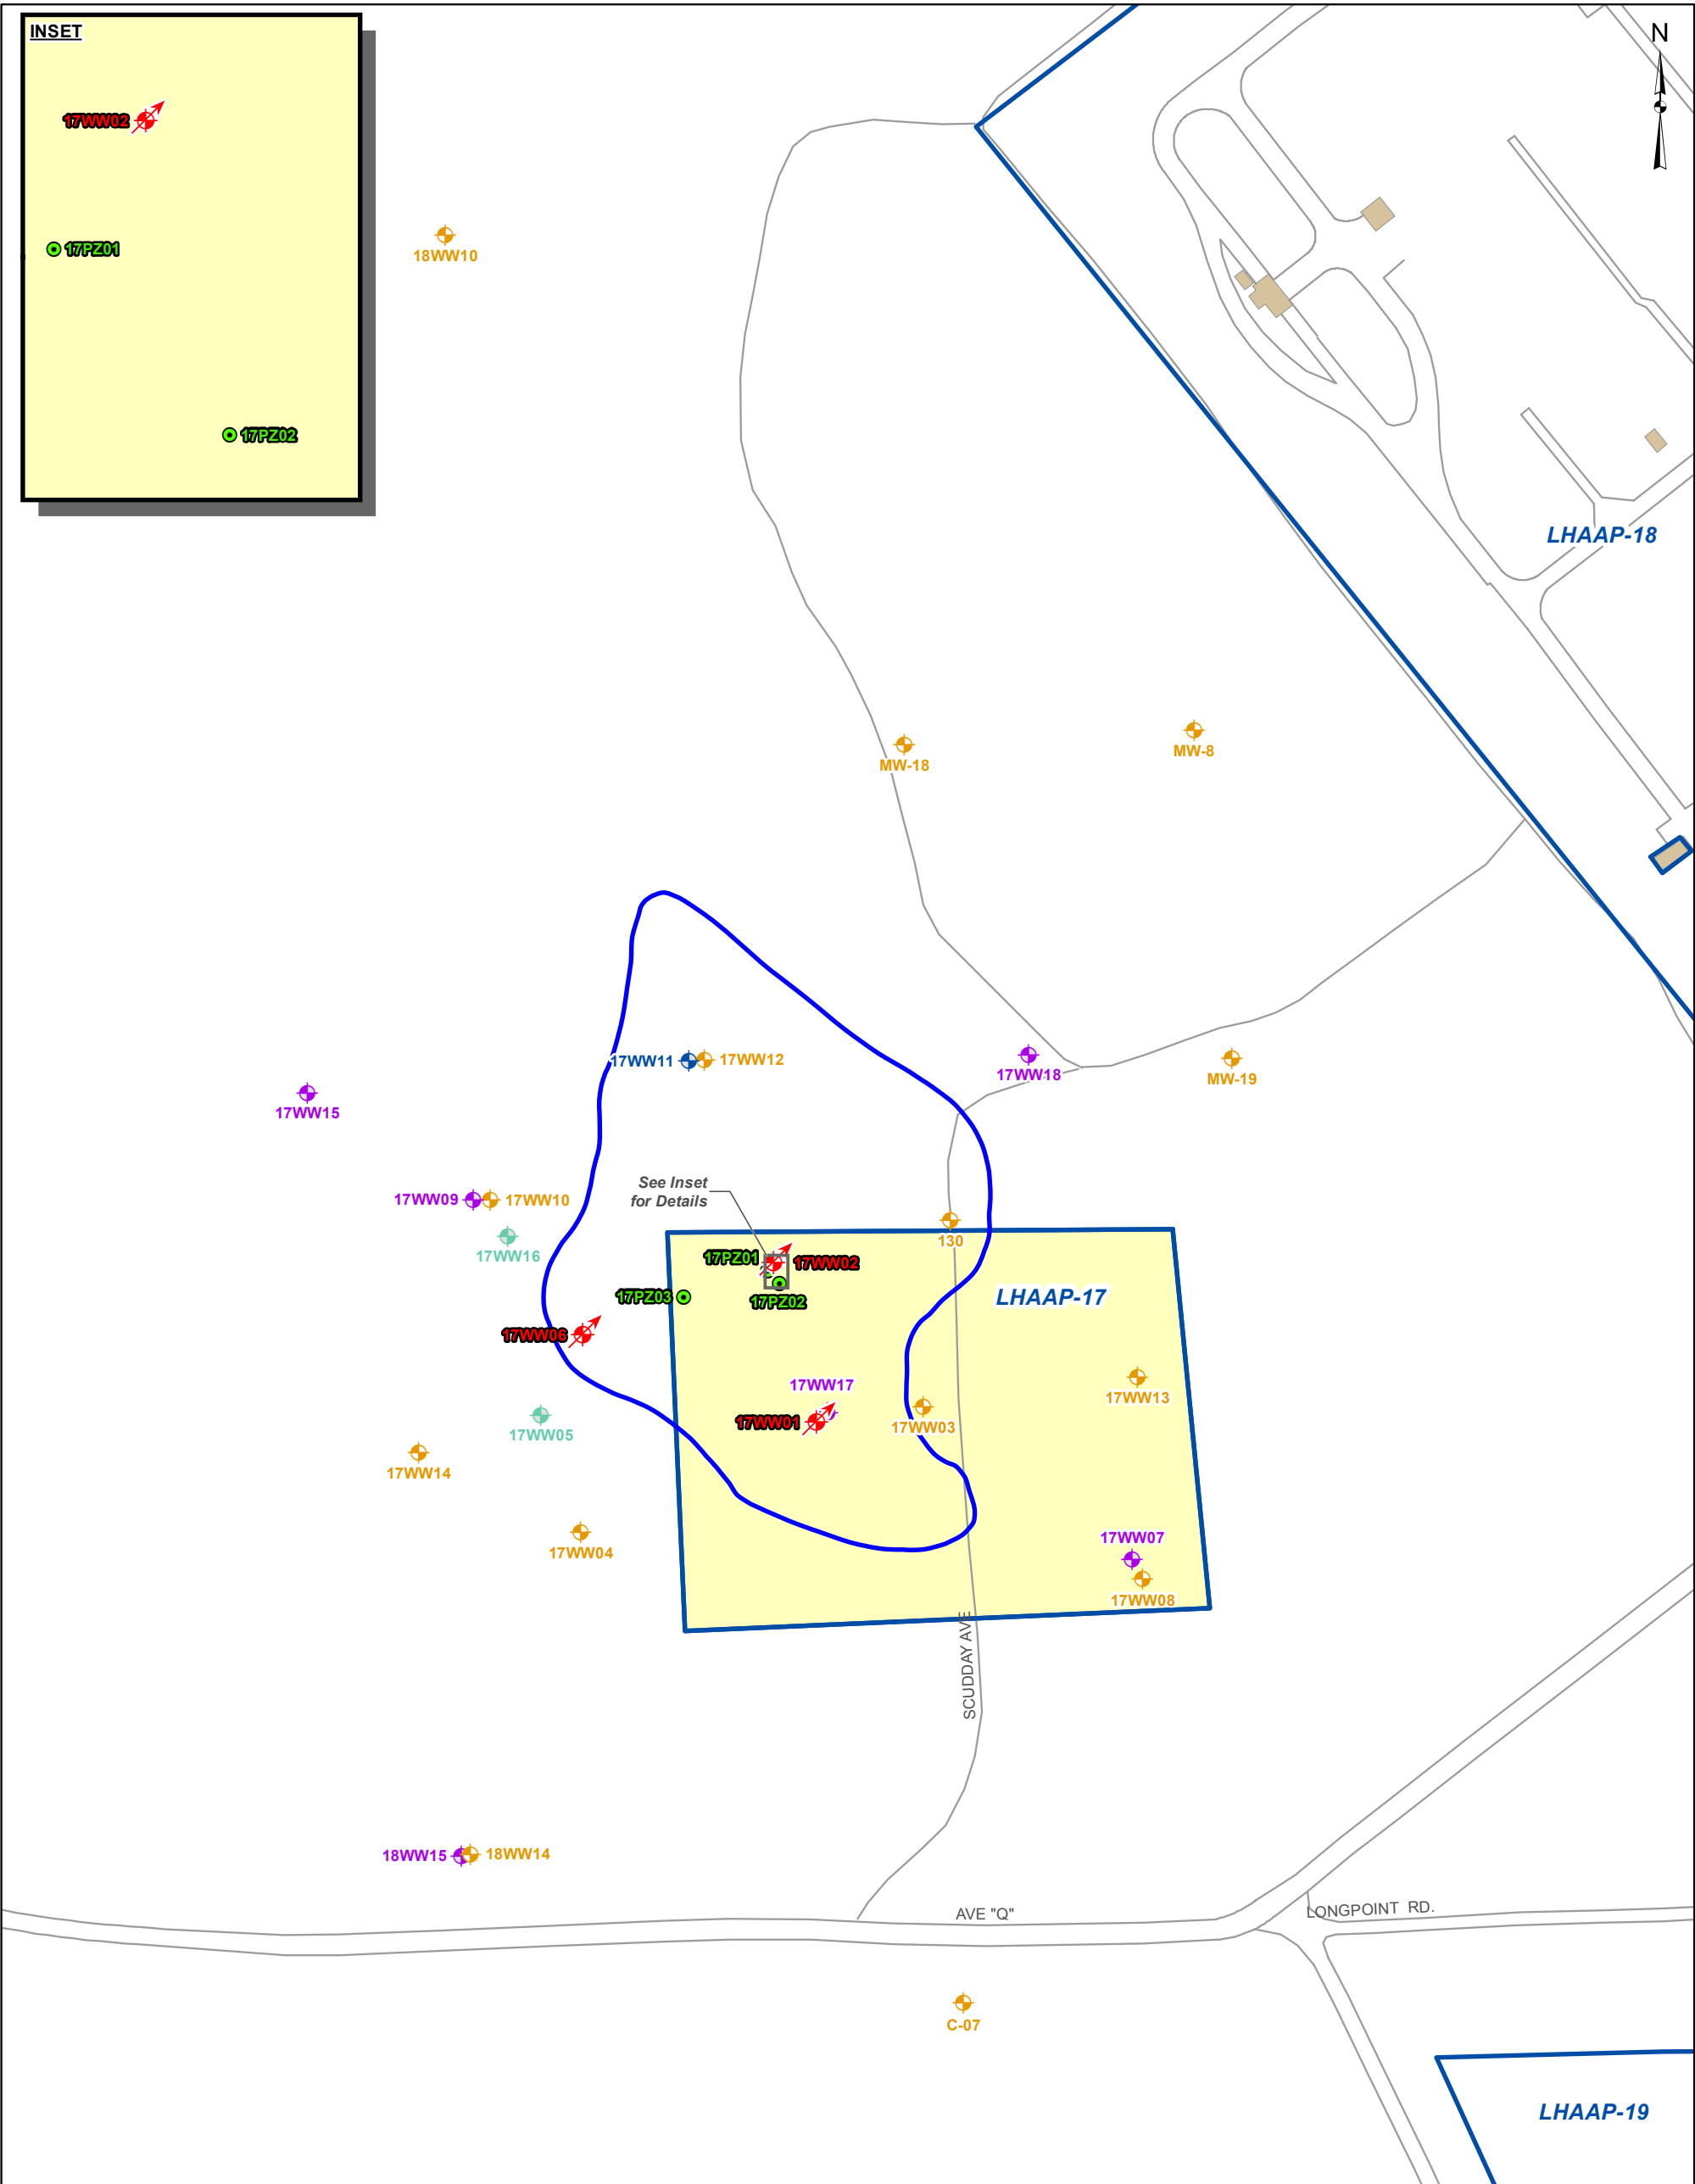 INSET
N
17WW02
17PZ01
17PZ02
18WW10
LHAAP-18
MW-18
MW-8
17WW11
17WW12
17WW18
MW-19
17WW15
See Inset
for Details
17WW09
17WW10
17WW16
130
17PZ01
17WW02
17PZ03
17PZ02
LHAAP-17
17WW06
17WW17
17WW13
17WW01
17WW03
17WW05
17WW14
17WW04
17WW07
17WW08
SCUDDAY AVE
18WW15
18WW14
AVE "Q"
LONGPOINT RD.
C-07
LHAAP-19